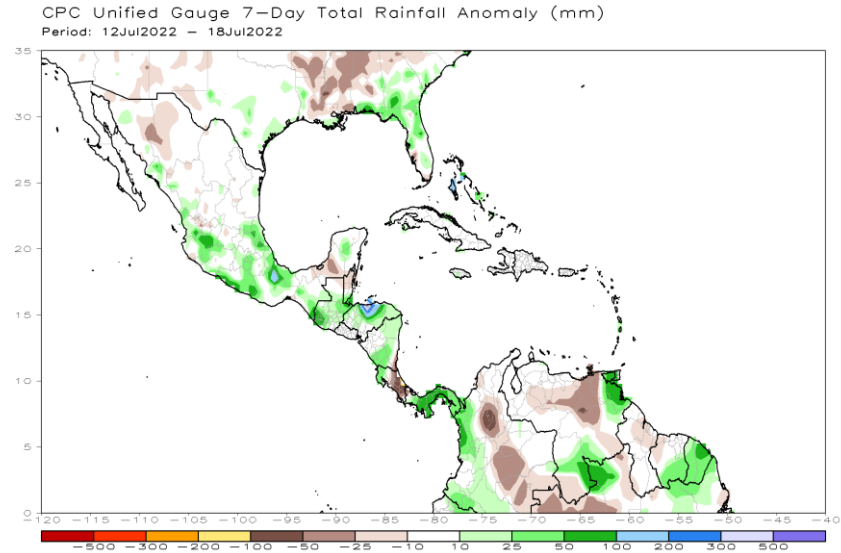 CPC Unified Gauge 7-Day Total Rainfall Anomaly (mm)
Period: 12Jul2022 - 18Jul2022
35
30
25
20
15
10
5
0
-120 -115 -110 -105 -100 -95 -90 -85 -80 -75 -70 -65 -60 -55 -50 -45 -40
-500 -300 -200 -100 -50 -25 -10 10 25 50 100 200 300 500